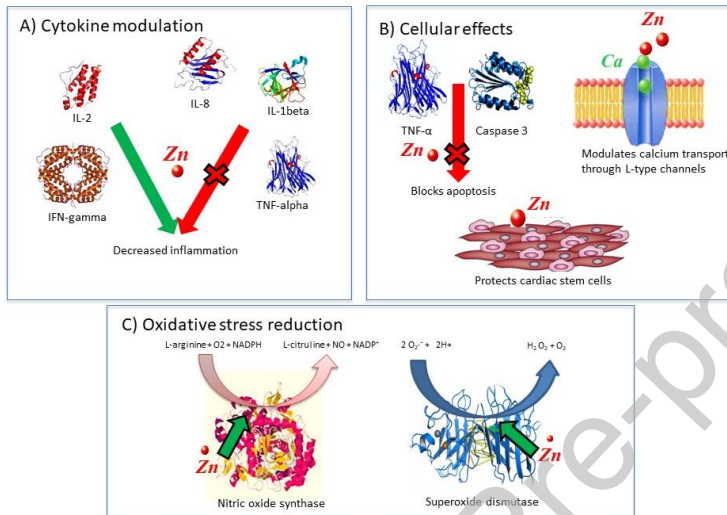 A) Cytokine modulation
IL-2
IL-8
IL-1beta
Zn
IFN-gamma
TNF-alpha
Decreased inflammation
B) Cellular effects
TNF-α
Caspase 3
Zn
Blocks apoptosis
Zn
Ca
Modulates calcium transport
through L-type channels
Zn
Protects cardiac stem cells
C) Oxidative stress reduction
L-arginine + O2 + NADPH
L-citruline + NO + NADP⁺
2 O₂·⁻ + 2H+
H₂ O₂ + O₂
Zn
Nitric oxide synthase
Zn
Superoxide dismutase
Pre-pro